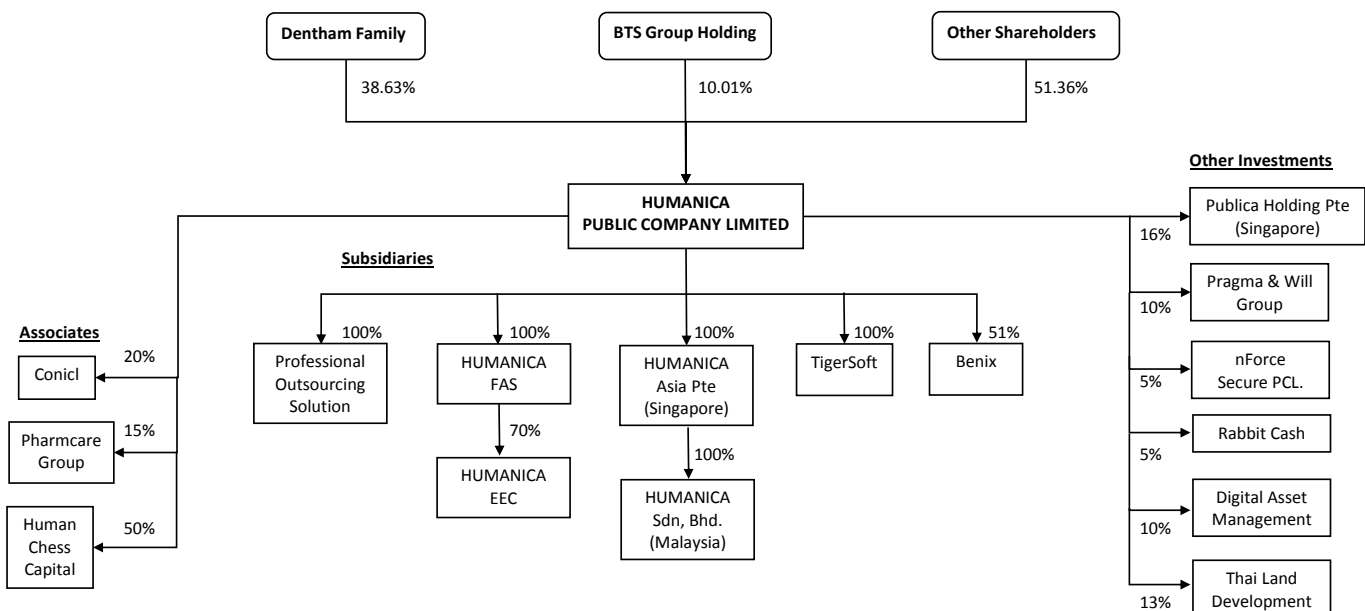 Dentham Family
BTS Group Holding
Other Shareholders
38.63%
10.01%
51.36%
HUMANICA
PUBLIC COMPANY LIMITED
Subsidiaries
100%
Professional
Outsourcing
Solution
100%
HUMANICA
FAS
70%
HUMANICA
EEC
100%
HUMANICA
Asia Pte
(Singapore)
100%
HUMANICA
Sdn, Bhd.
(Malaysia)
100%
TigerSoft
51%
Benix
Associates
20%
Conicl
15%
Pharmcare
Group
50%
Human
Chess
Capital
Other Investments
Publica Holding Pte
(Singapore)
16%
Pragma & Will
Group
10%
nForce
Secure PCL.
5%
Rabbit Cash
5%
Digital Asset
Management
10%
Thai Land
Development
13%